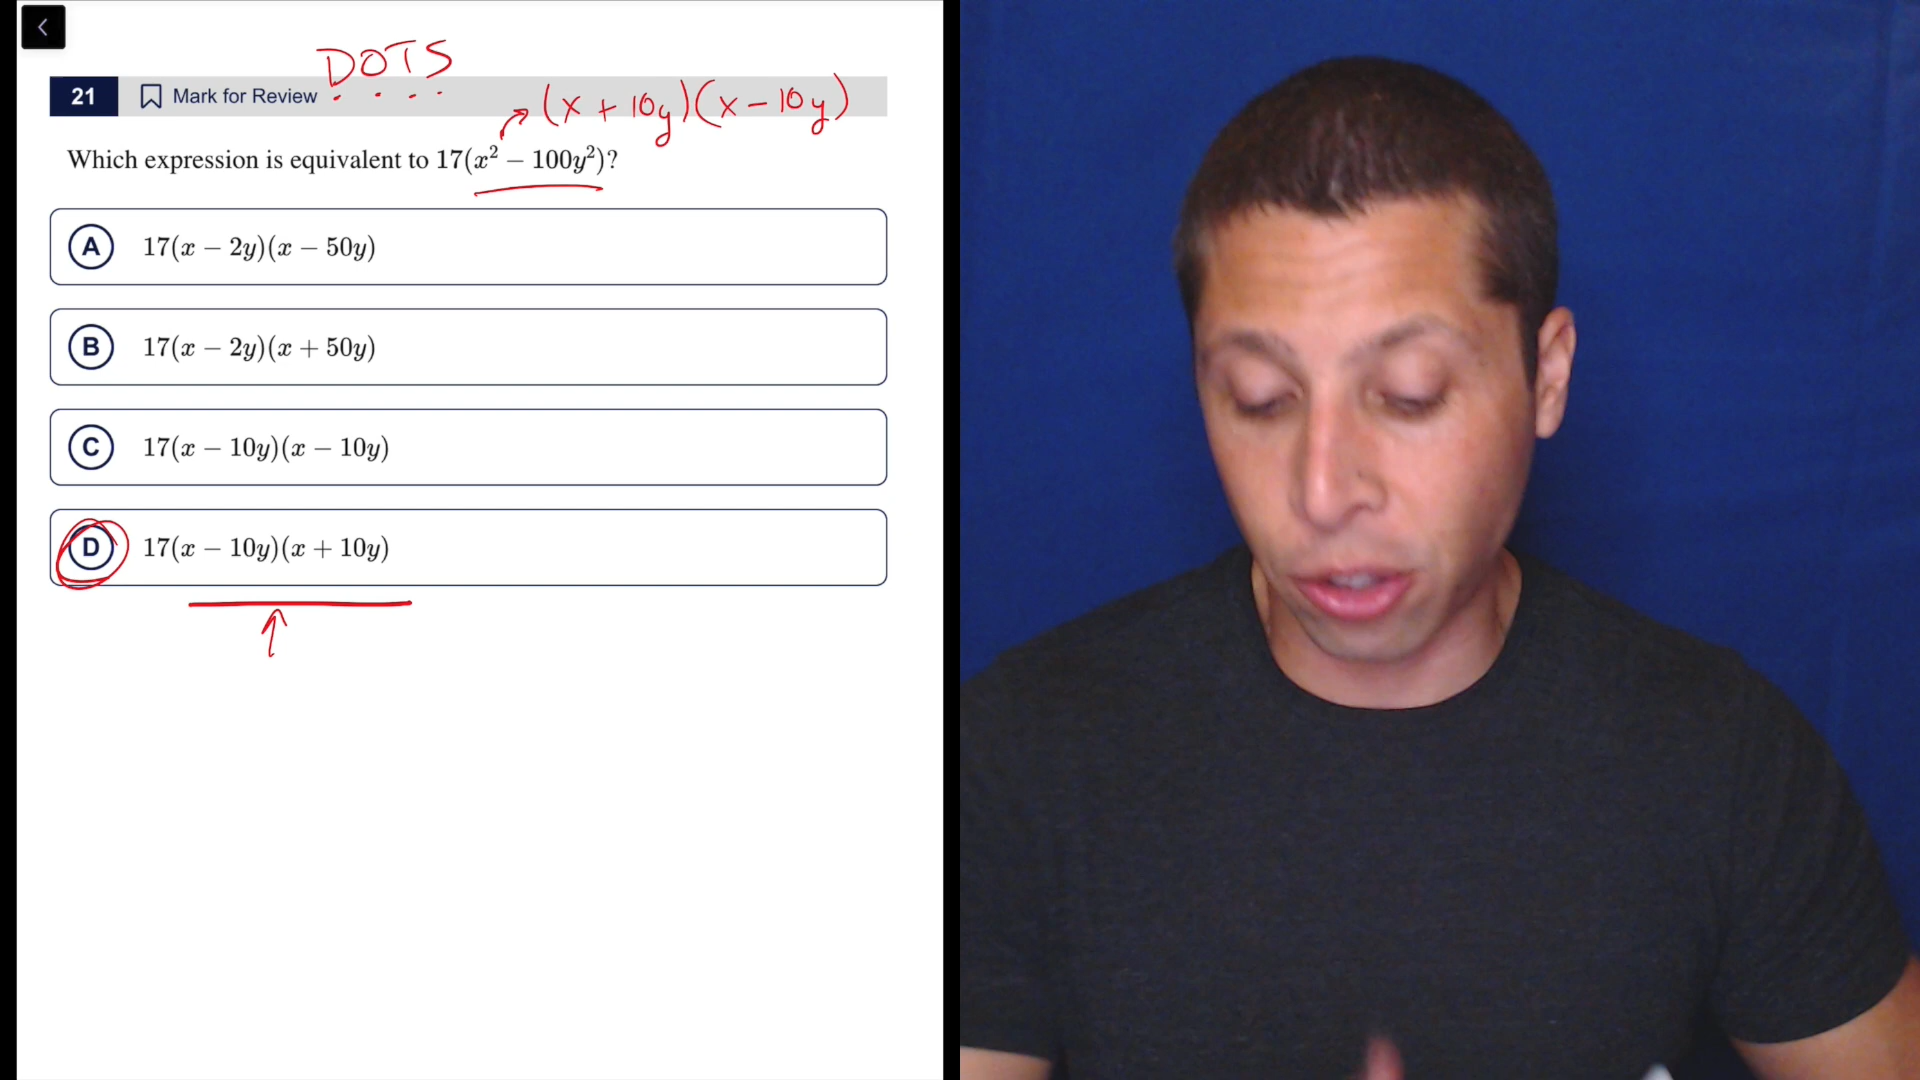 DOTS
21 Mark for Review
(x + 10y)(x - 10y)
Which expression is equivalent to 17(x² – 100y²)?
A 17(x – 2y)(x – 50y)
B 17(x – 2y)(x + 50y)
C 17(x – 10y)(x – 10y)
D 17(x – 10y)(x + 10y)